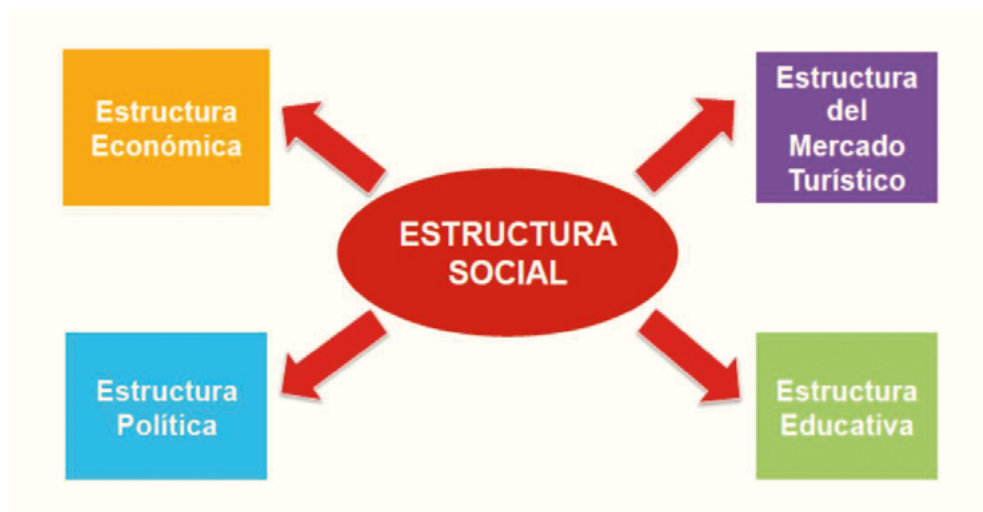 Estructura
Económica
Estructura
del
Mercado
Turístico
ESTRUCTURA
SOCIAL
Estructura
Política
Estructura
Educativa